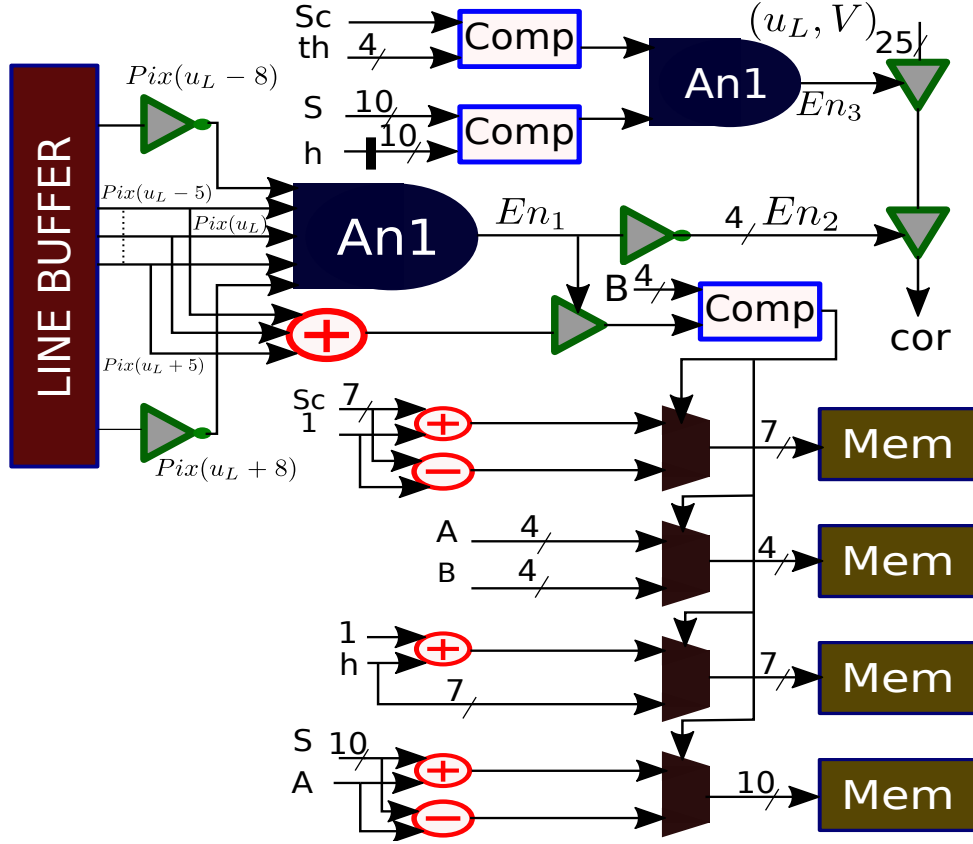 Sc
th
4
Comp
(u_L, V)
25
Pix(u_L − 8)
An1
En_3
S
10
h
10
Comp
LINE BUFFER
Pix(u_L − 5)
Pix(u_L)
An1
En_1
4
En_2
B
4
Comp
cor
+
Pix(u_L + 5)
Pix(u_L + 8)
Sc
7
1
+
−
7
Mem
A
4
B
4
4
Mem
1
h
+
7
7
Mem
S
10
A
+
−
10
Mem